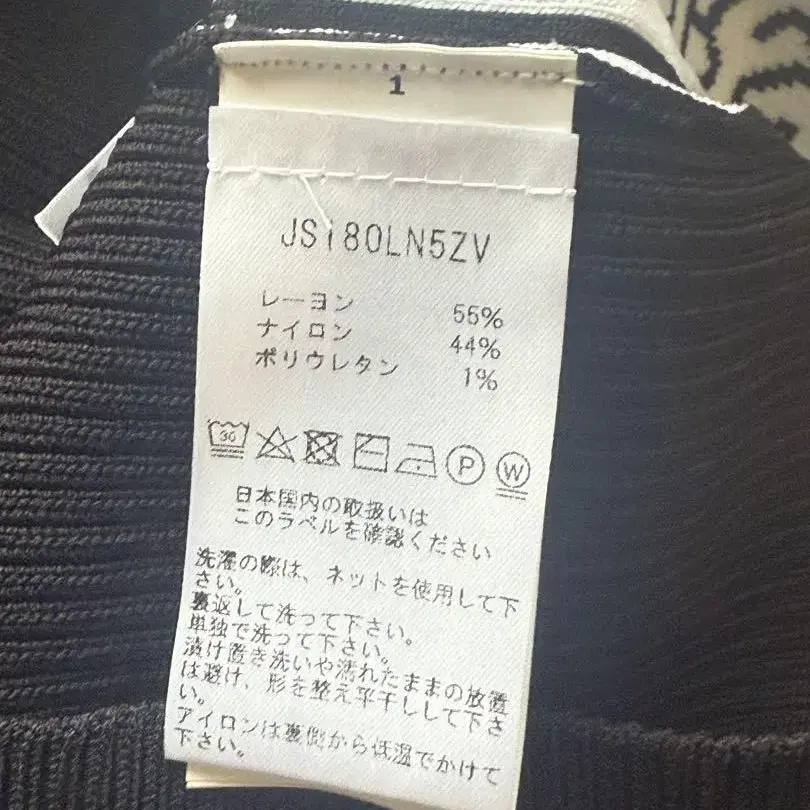 1
JS180LN5ZV
レーヨン 55%
ナイロン 44%
ポリウレタン 1%
30
P W
日本国内の取扱いは
このラベルを確認ください
洗濯の際は、ネットを使用して下
さい。
裏返して洗って下さい。
単独で洗って下さい。
漬け置き洗いや濡れたままの放置
は避け、形を整え平干しして下さ
い。
アイロンは裏側から低温でかけて
下さい。